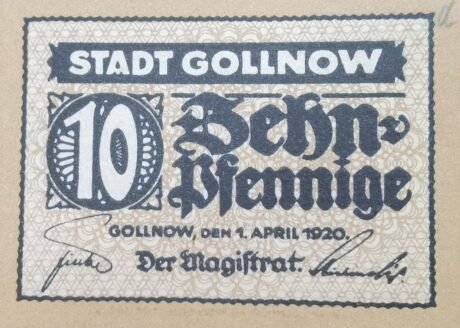 STADT GOLLNOW
10 Zehn-
Pfennige
GOLLNOW, DEN 1. APRIL 1920.
Der Magistrat.